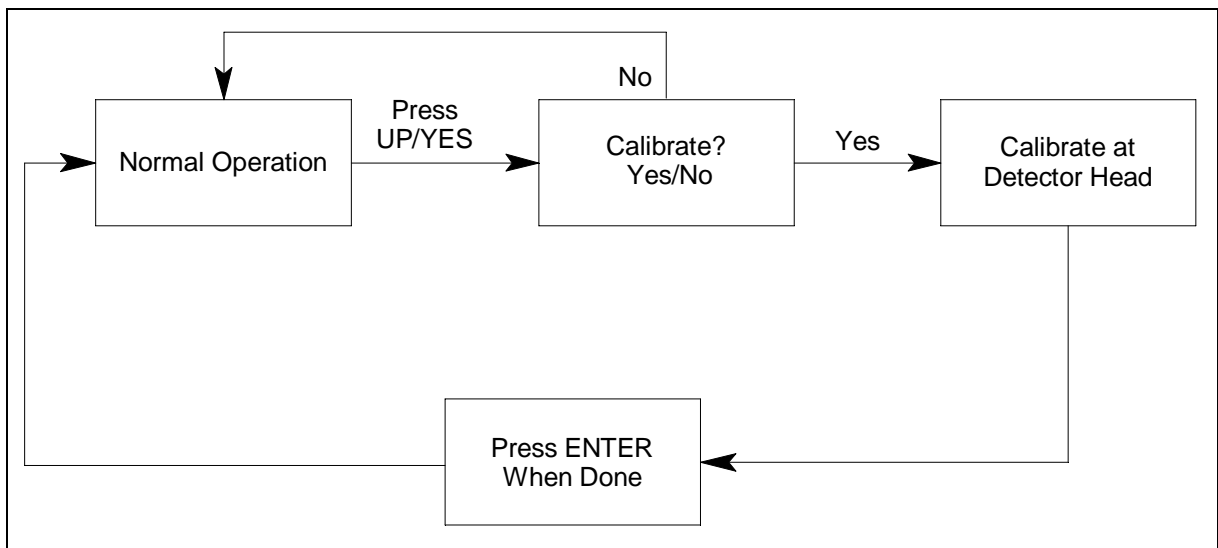 No
Press
UP/YES
Normal Operation
Calibrate?
Yes/No
Yes
Calibrate at
Detector Head
Press ENTER
When Done